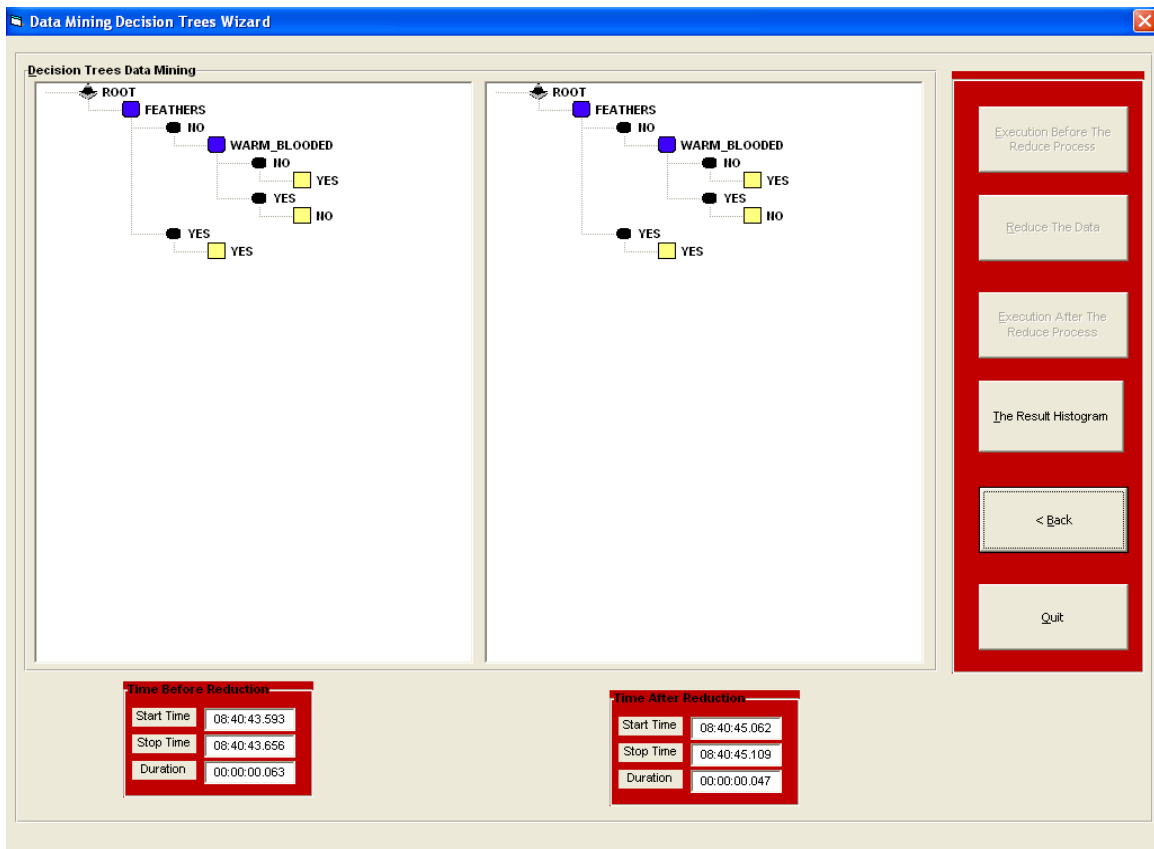 Data Mining Decision Trees Wizard
Decision Trees Data Mining
ROOT
FEATHERS
NO
WARM_BLOODED
NO
YES
YES
NO
YES
YES
ROOT
FEATHERS
NO
WARM_BLOODED
NO
YES
YES
NO
YES
YES
Execution Before The
Reduce Process
Reduce The Data
Execution After The
Reduce Process
The Result Histogram
< Back
Quit
Time Before Reduction
Start Time 08:40:43.593
Stop Time 08:40:43.656
Duration 00:00:00.063
Time After Reduction
Start Time 08:40:45.062
Stop Time 08:40:45.109
Duration 00:00:00.047